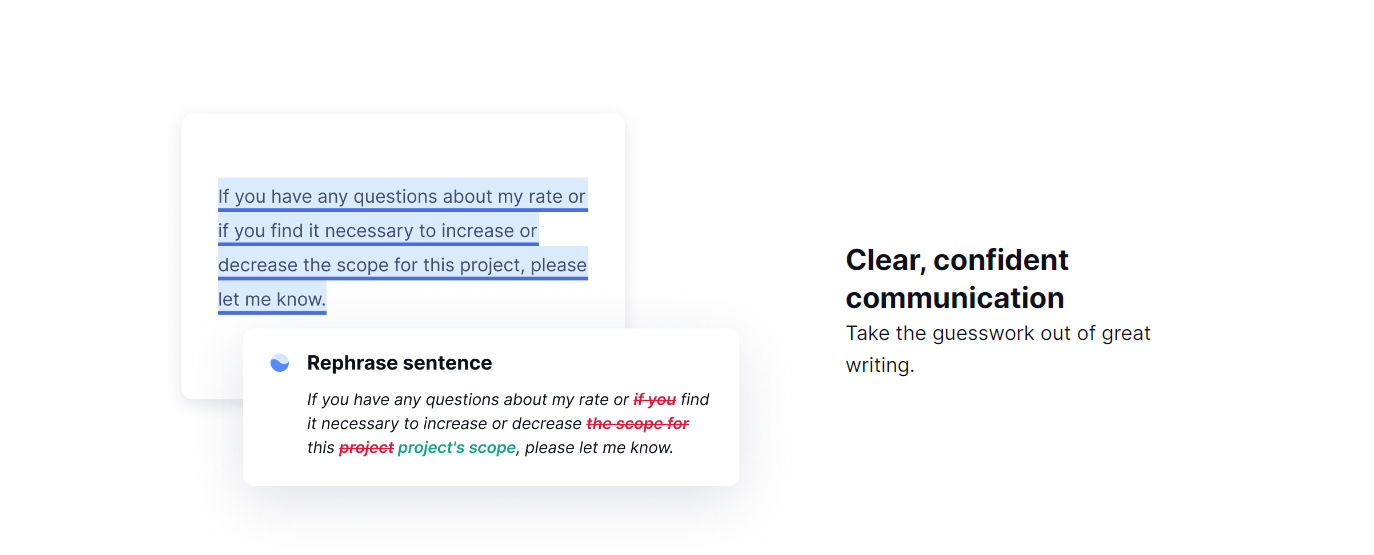 If you have any questions about my rate or
if you find it necessary to increase or
decrease the scope for this project, please
let me know.
Rephrase sentence
If you have any questions about my rate or if you find
it necessary to increase or decrease the scope for
this project project's scope, please let me know.
Clear, confident
communication
Take the guesswork out of great
writing.